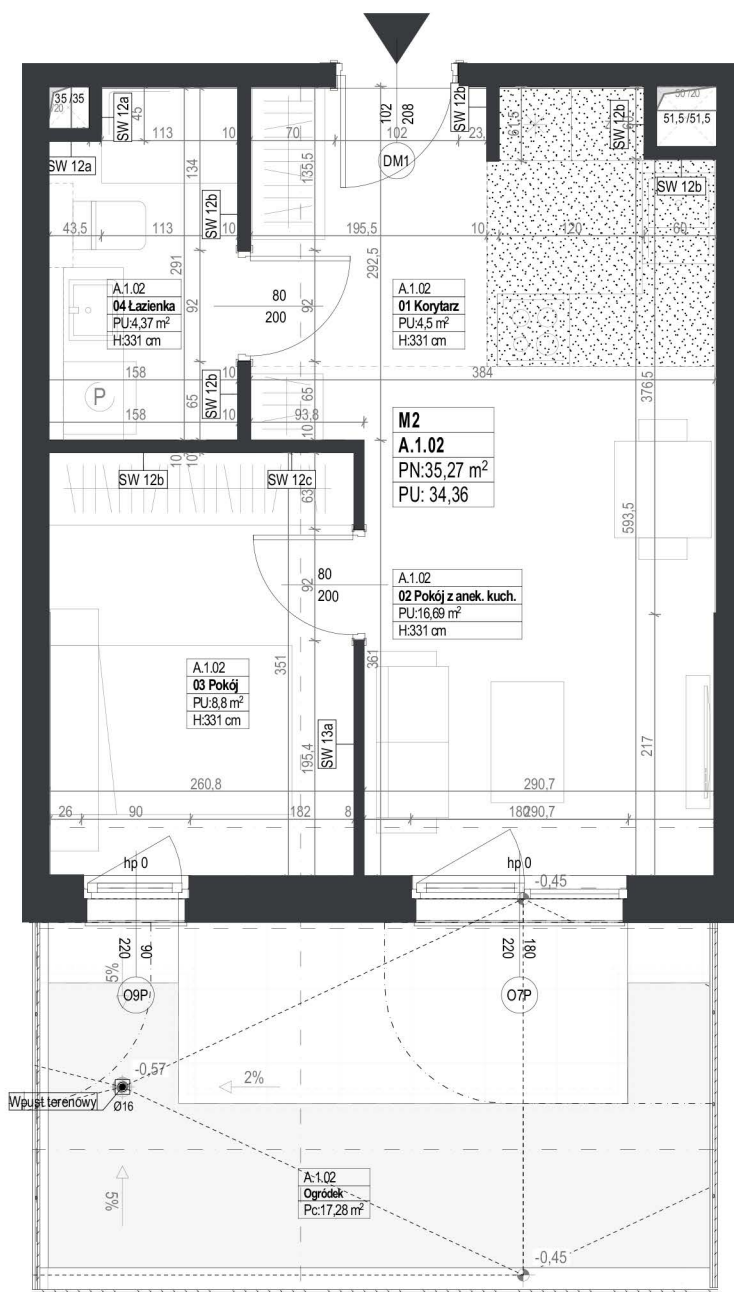 35 /35
/20
SW 12a
45
113
10
70
102
208
102
23
SW 12b
61,5
SW 12b
50 /20
51,5 /51,5
SW 12a
134
135,5
DM1
SW 12b
SW 12b
43,5
113
10
195,5
10
120
60
291
292,5
A.1.02
04 Łazienka
PU:4,37 m²
H:331 cm
92
80
200
92
A.1.02
01 Korytarz
PU:4,5 m²
H:331 cm
158
10
384
376,5
P
SW 12b
65
65
158
10
93,8
10
M2
A.1.02
PN:35,27 m²
PU: 34,36
10
10
SW 12b
SW 12c
63
593,5
92
80
200
A.1.02
02 Pokój z anek. kuch.
PU:16,69 m²
H:331 cm
A.1.02
03 Pokój
PU:8,8 m²
H:331 cm
351
361
195,4
SW 13a
217
260,8
290,7
26
90
182
8
180
290,7
hp 0
hp 0
-0,45
90
220
180
220
5%
O9P
O7P
-0,57
2%
Wpust terenowy
Ø16
5%
A.1.02
Ogródek
Pc:17,28 m²
-0,45